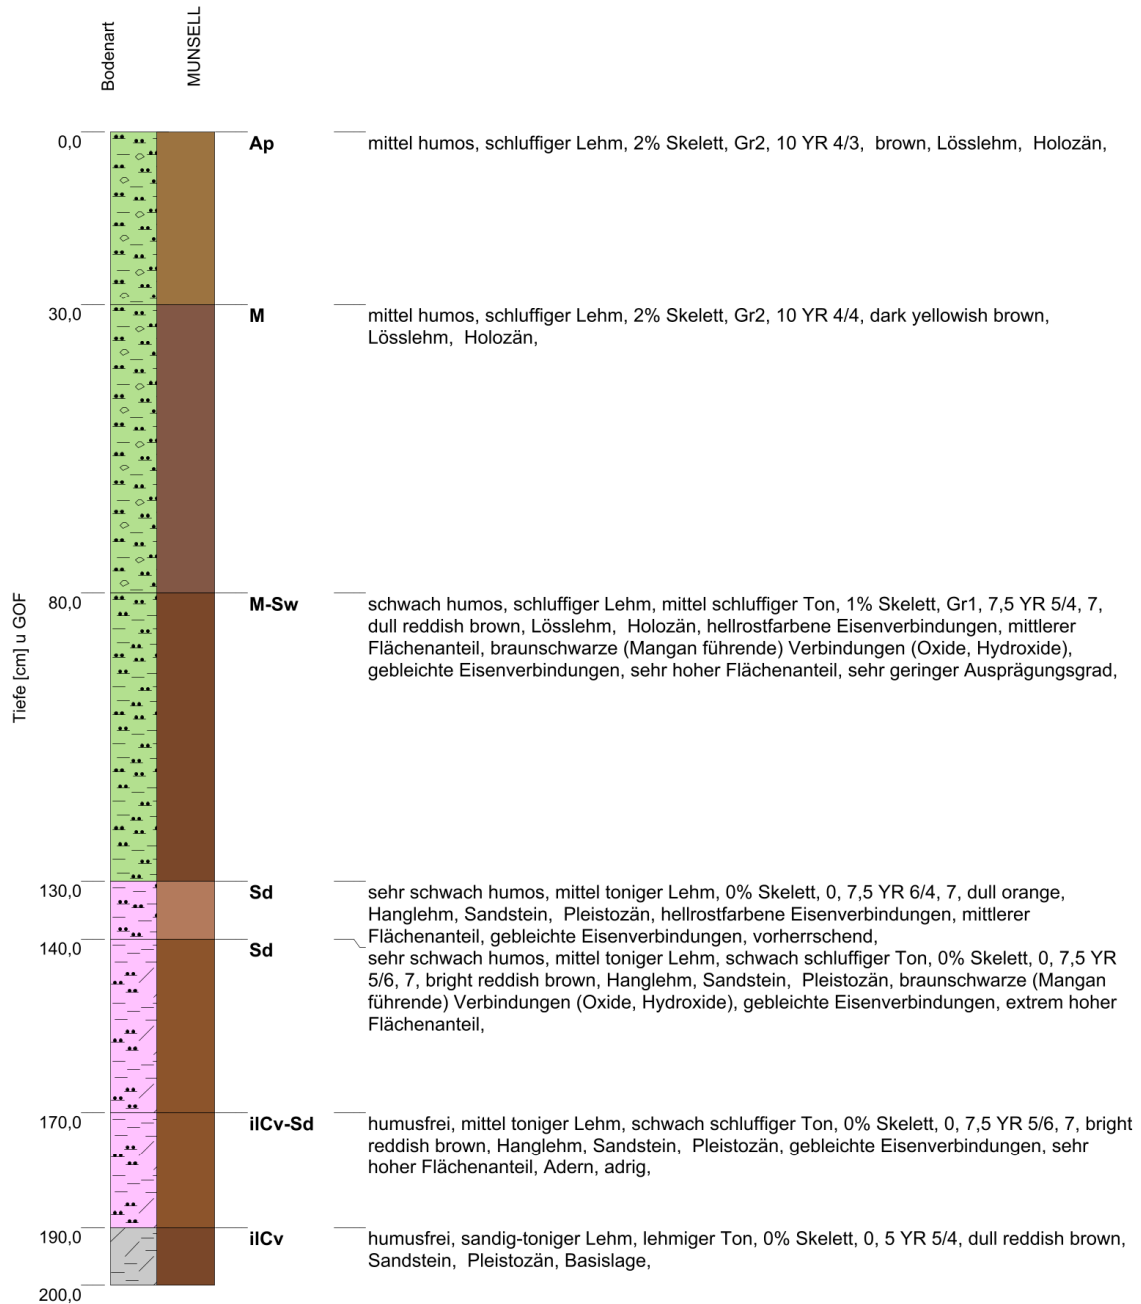 Bodenart
MUNSELL
Tiefe [cm] u GOF
0,0
Ap
mittel humos, schluffiger Lehm, 2% Skelett, Gr2, 10 YR 4/3, brown, Lösslehm, Holozän,
30,0
M
mittel humos, schluffiger Lehm, 2% Skelett, Gr2, 10 YR 4/4, dark yellowish brown,
Lösslehm, Holozän,
80,0
M-Sw
schwach humos, schluffiger Lehm, mittel schluffiger Ton, 1% Skelett, Gr1, 7,5 YR 5/4, 7,
dull reddish brown, Lösslehm, Holozän, hellrostfarbene Eisenverbindungen, mittlerer
Flächenanteil, braunschwarze (Mangan führende) Verbindungen (Oxide, Hydroxide),
gebleichte Eisenverbindungen, sehr hoher Flächenanteil, sehr geringer Ausprägungsgrad,
130,0
Sd
sehr schwach humos, mittel toniger Lehm, 0% Skelett, 0, 7,5 YR 6/4, 7, dull orange,
Hanglehm, Sandstein, Pleistozän, hellrostfarbene Eisenverbindungen, mittlerer
Flächenanteil, gebleichte Eisenverbindungen, vorherrschend,
140,0
Sd
sehr schwach humos, mittel toniger Lehm, schwach schluffiger Ton, 0% Skelett, 0, 7,5 YR
5/6, 7, bright reddish brown, Hanglehm, Sandstein, Pleistozän, braunschwarze (Mangan
führende) Verbindungen (Oxide, Hydroxide), gebleichte Eisenverbindungen, extrem hoher
Flächenanteil,
170,0
ilCv-Sd
humusfrei, mittel toniger Lehm, schwach schluffiger Ton, 0% Skelett, 0, 7,5 YR 5/6, 7, bright
reddish brown, Hanglehm, Sandstein, Pleistozän, gebleichte Eisenverbindungen, sehr
hoher Flächenanteil, Adern, adrig,
190,0
ilCv
humusfrei, sandig-toniger Lehm, lehmiger Ton, 0% Skelett, 0, 5 YR 5/4, dull reddish brown,
Sandstein, Pleistozän, Basislage,
200,0